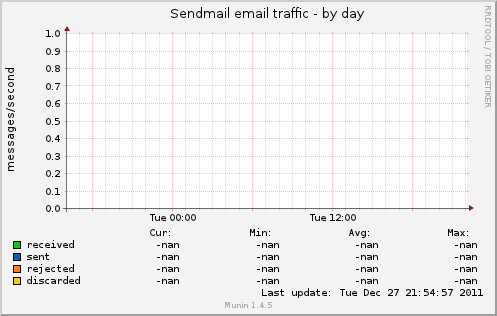 Sendmail email traffic - by day
RRDTOOL / TOBI OETIKER
messages/second
1.0
0.9
0.8
0.7
0.6
0.5
0.4
0.3
0.2
0.1
0.0
Tue 00:00 Tue 12:00
Cur: Min: Avg: Max:
received -nan -nan -nan -nan
sent -nan -nan -nan -nan
rejected -nan -nan -nan -nan
discarded -nan -nan -nan -nan
Last update: Tue Dec 27 21:54:57 2011
Munin 1.4.5